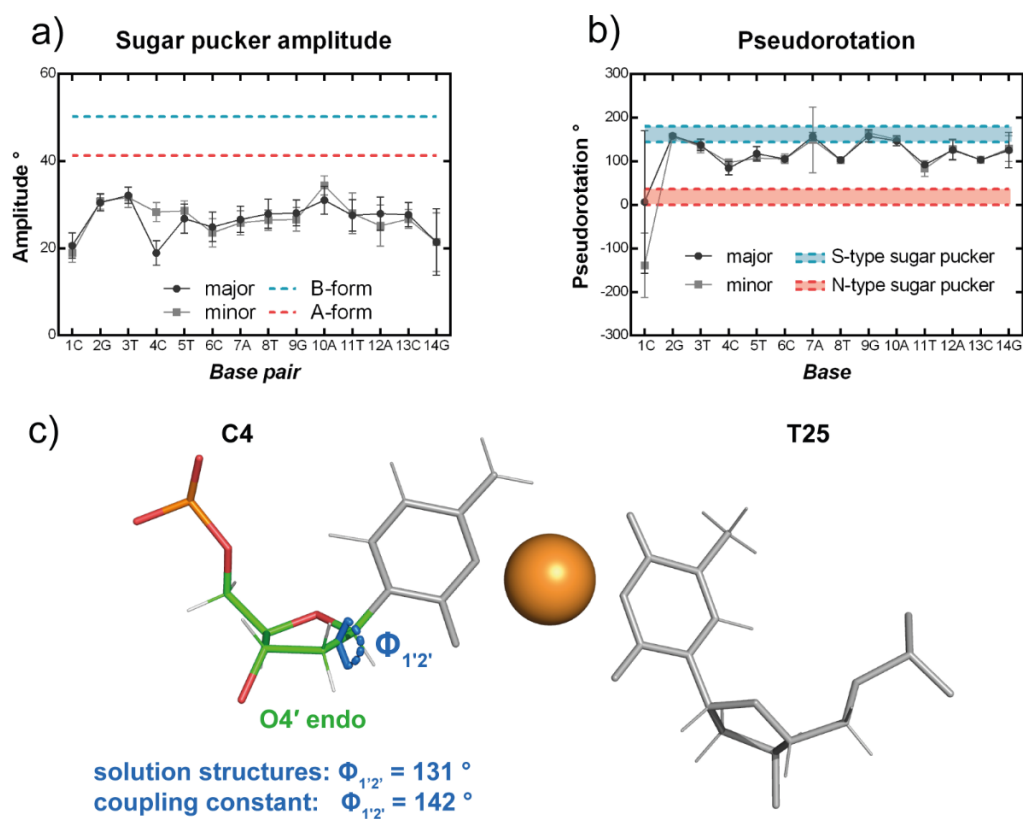 a)
Sugar pucker amplitude
60
40
20
0
Amplitude °
major
minor
B-form
A-form
1C 2G 3T 4C 5T 6C 7A 8T 9G 10A 11T 12A 13C 14G
Base pair
b)
Pseudorotation
300
200
100
0
-100
-200
-300
Pseudorotation °
major
minor
S-type sugar pucker
N-type sugar pucker
1C 2G 3T 4C 5T 6C 7A 8T 9G 10A 11T 12A 13C 14G
Base
c)
C4
T25
Φ1'2'
O4′ endo
solution structures: Φ1'2' = 131 °
coupling constant: Φ1'2' = 142 °